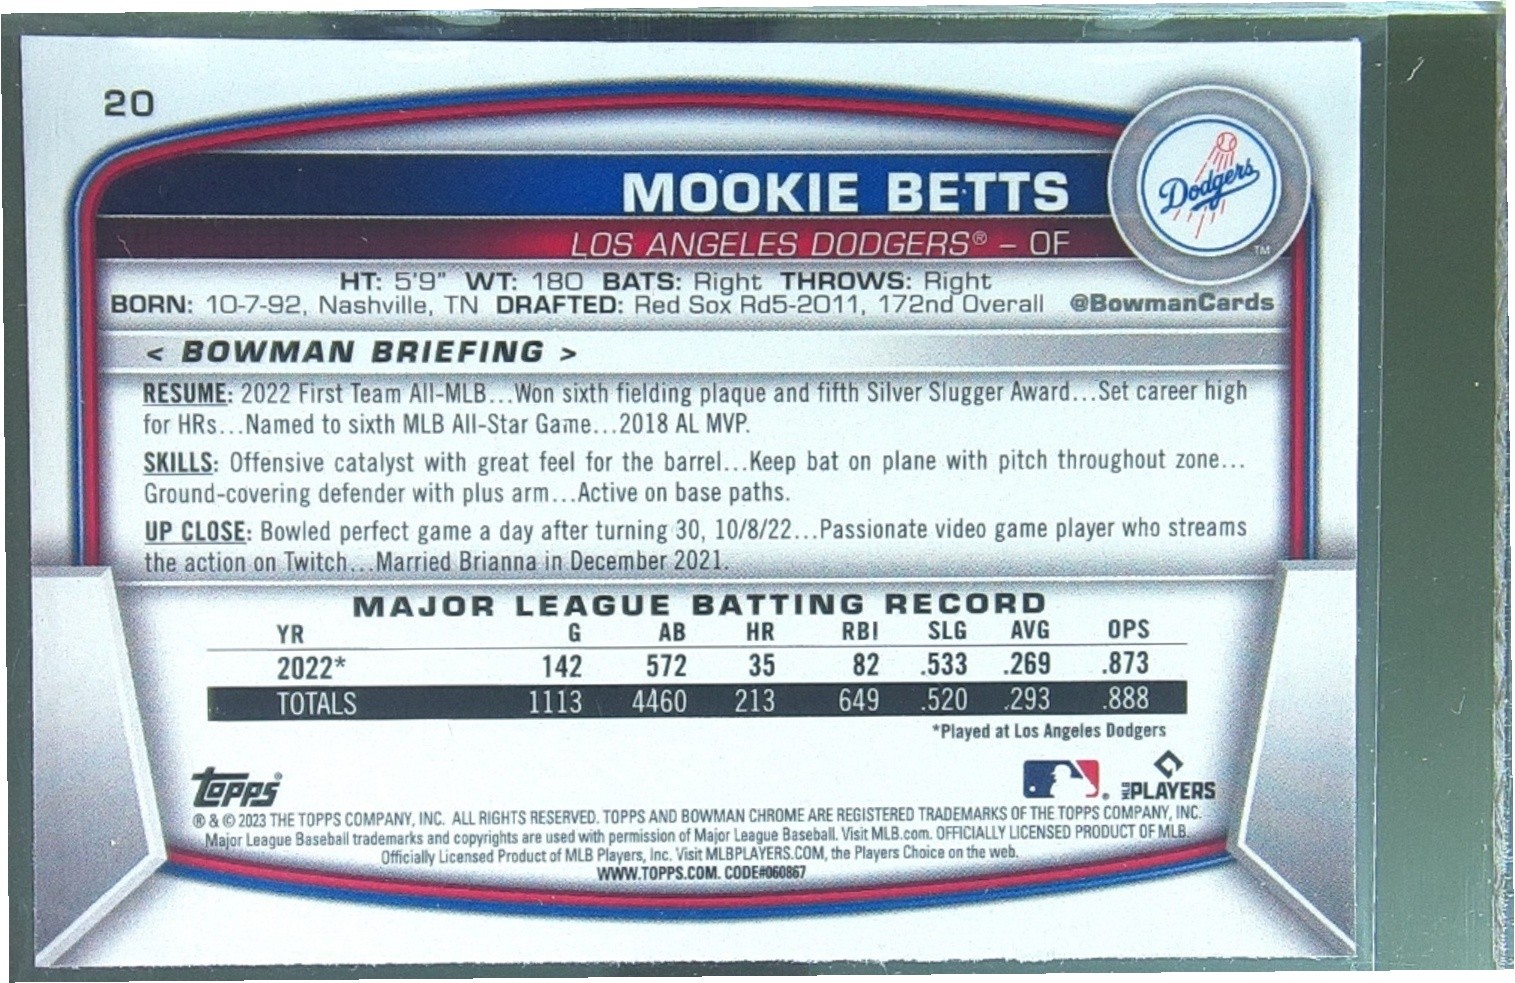 20
MOOKIE BETTS
Dodgers
TM
LOS ANGELES DODGERS® – OF
HT: 5'9" WT: 180 BATS: Right THROWS: Right
BORN: 10-7-92, Nashville, TN DRAFTED: Red Sox Rd5-2011, 172nd Overall @BowmanCards
< BOWMAN BRIEFING >
RESUME: 2022 First Team All-MLB...Won sixth fielding plaque and fifth Silver Slugger Award...Set career high
for HRs...Named to sixth MLB All-Star Game...2018 AL MVP.
SKILLS: Offensive catalyst with great feel for the barrel...Keep bat on plane with pitch throughout zone...
Ground-covering defender with plus arm...Active on base paths.
UP CLOSE: Bowled perfect game a day after turning 30, 10/8/22...Passionate video game player who streams
the action on Twitch...Married Brianna in December 2021.
MAJOR LEAGUE BATTING RECORD
YR G AB HR RBI SLG AVG OPS
2022* 142 572 35 82 .533 .269 .873
TOTALS 1113 4460 213 649 .520 .293 .888
*Played at Los Angeles Dodgers
Topps® ® MLB PLAYERS
® & © 2023 THE TOPPS COMPANY, INC. ALL RIGHTS RESERVED. TOPPS AND BOWMAN CHROME ARE REGISTERED TRADEMARKS OF THE TOPPS COMPANY, INC.
Major League Baseball trademarks and copyrights are used with permission of Major League Baseball. Visit MLB.com. OFFICIALLY LICENSED PRODUCT OF MLB.
Officially Licensed Product of MLB Players, Inc. Visit MLBPLAYERS.COM, the Players Choice on the web.
WWW.TOPPS.COM. CODE#060867